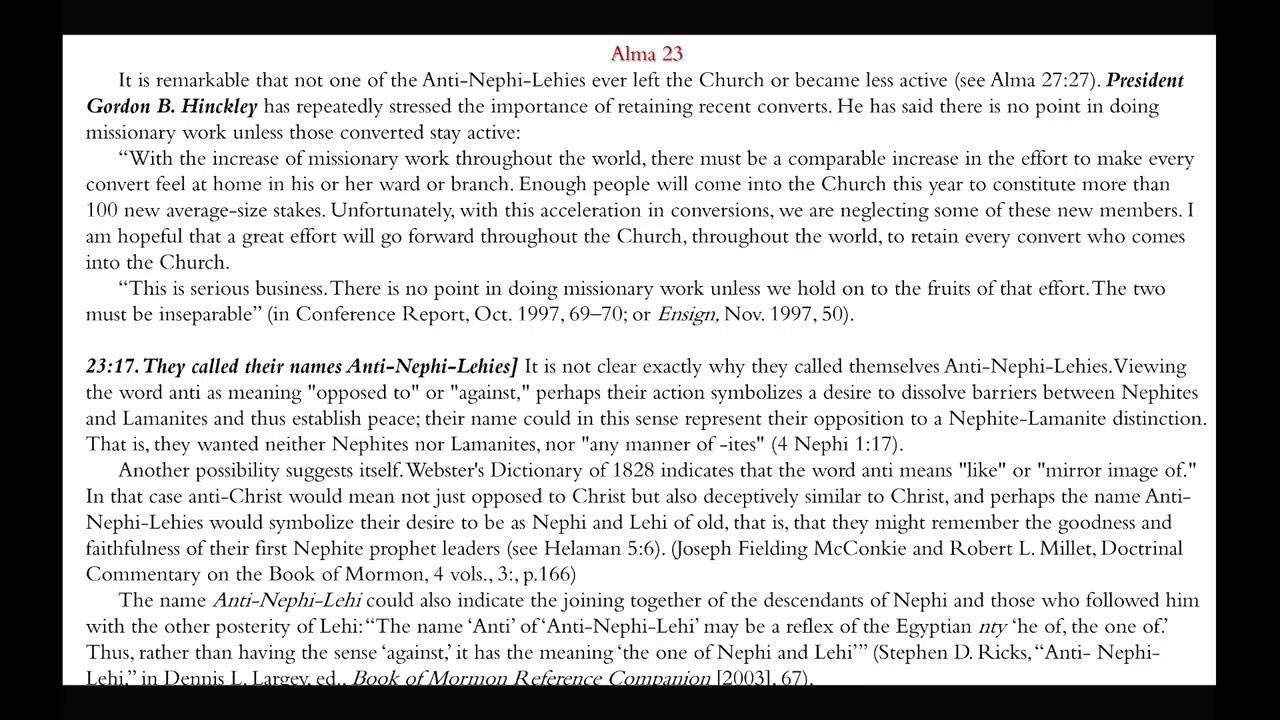 Alma 23
It is remarkable that not one of the Anti-Nephi-Lehies ever left the Church or became less active (see Alma 27:27). President
Gordon B. Hinckley has repeatedly stressed the importance of retaining recent converts. He has said there is no point in doing
missionary work unless those converted stay active:
“With the increase of missionary work throughout the world, there must be a comparable increase in the effort to make every
convert feel at home in his or her ward or branch. Enough people will come into the Church this year to constitute more than
100 new average-size stakes. Unfortunately, with this acceleration in conversions, we are neglecting some of these new members. I
am hopeful that a great effort will go forward throughout the Church, throughout the world, to retain every convert who comes
into the Church.
“This is serious business. There is no point in doing missionary work unless we hold on to the fruits of that effort. The two
must be inseparable” (in Conference Report, Oct. 1997, 69–70; or Ensign, Nov. 1997, 50).
23:17. They called their names Anti-Nephi-Lehies] It is not clear exactly why they called themselves Anti-Nephi-Lehies. Viewing
the word anti as meaning "opposed to" or "against," perhaps their action symbolizes a desire to dissolve barriers between Nephites
and Lamanites and thus establish peace; their name could in this sense represent their opposition to a Nephite-Lamanite distinction.
That is, they wanted neither Nephites nor Lamanites, nor "any manner of -ites" (4 Nephi 1:17).
Another possibility suggests itself. Webster's Dictionary of 1828 indicates that the word anti means "like" or "mirror image of."
In that case anti-Christ would mean not just opposed to Christ but also deceptively similar to Christ, and perhaps the name Anti-
Nephi-Lehies would symbolize their desire to be as Nephi and Lehi of old, that is, that they might remember the goodness and
faithfulness of their first Nephite prophet leaders (see Helaman 5:6). (Joseph Fielding McConkie and Robert L. Millet, Doctrinal
Commentary on the Book of Mormon, 4 vols., 3:, p.166)
The name Anti-Nephi-Lehi could also indicate the joining together of the descendants of Nephi and those who followed him
with the other posterity of Lehi: “The name ‘Anti’ of ‘Anti-Nephi-Lehi’ may be a reflex of the Egyptian nty ‘he of, the one of.’
Thus, rather than having the sense ‘against,’ it has the meaning ‘the one of Nephi and Lehi’” (Stephen D. Ricks, “Anti- Nephi-
Lehi,” in Dennis L. Largey, ed., Book of Mormon Reference Companion [2003], 67).